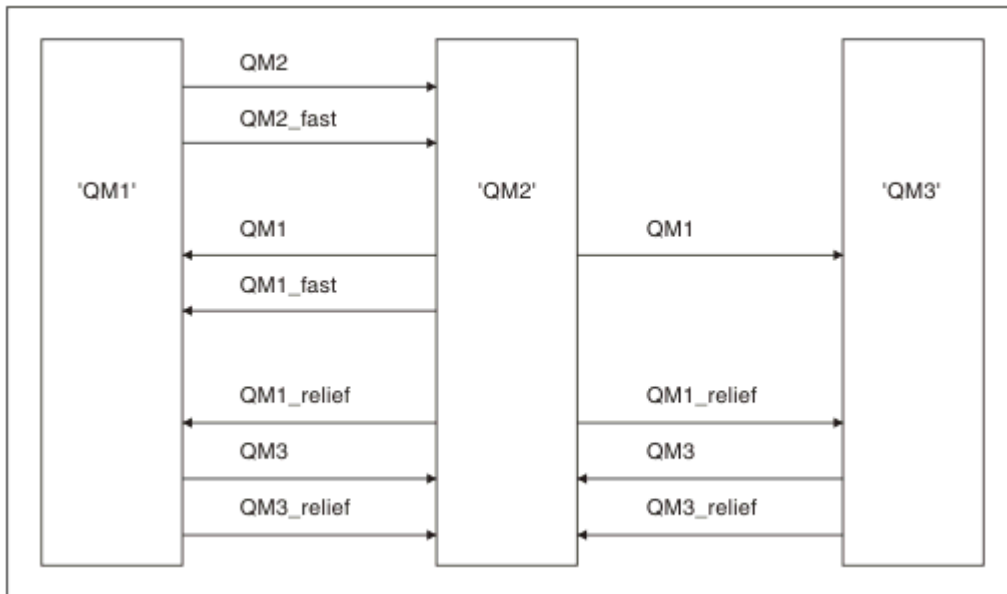 QM2
QM2_fast
'QM1' 'QM2' 'QM3'
QM1 QM1
QM1_fast
QM1_relief QM1_relief
QM3 QM3
QM3_relief QM3_relief